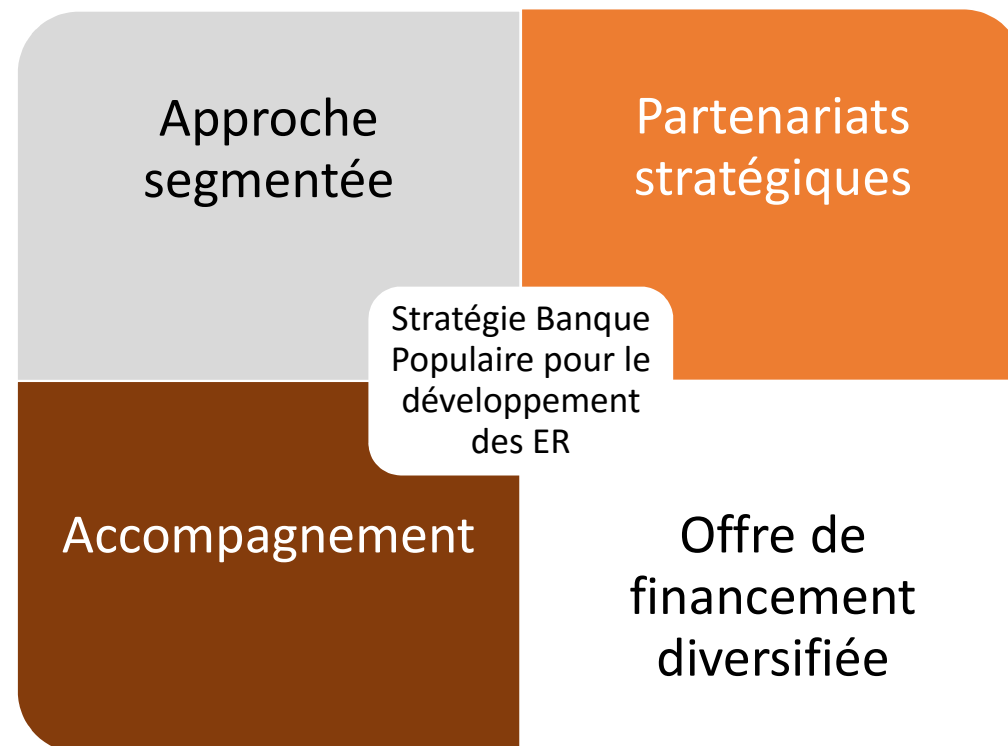 Approche
segmentée
Partenariats
stratégiques
Stratégie Banque
Populaire pour le
développement
des ER
Accompagnement
Offre de
financement
diversifiée